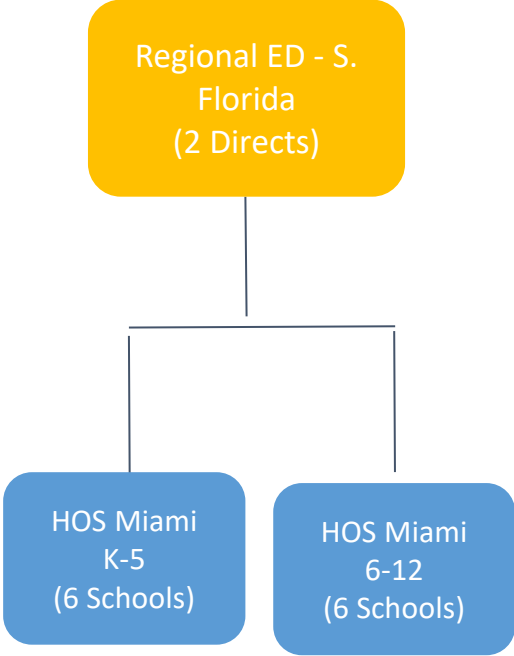 Regional ED - S.
Florida
(2 Directs)
HOS Miami
K-5
(6 Schools)
HOS Miami
6-12
(6 Schools)